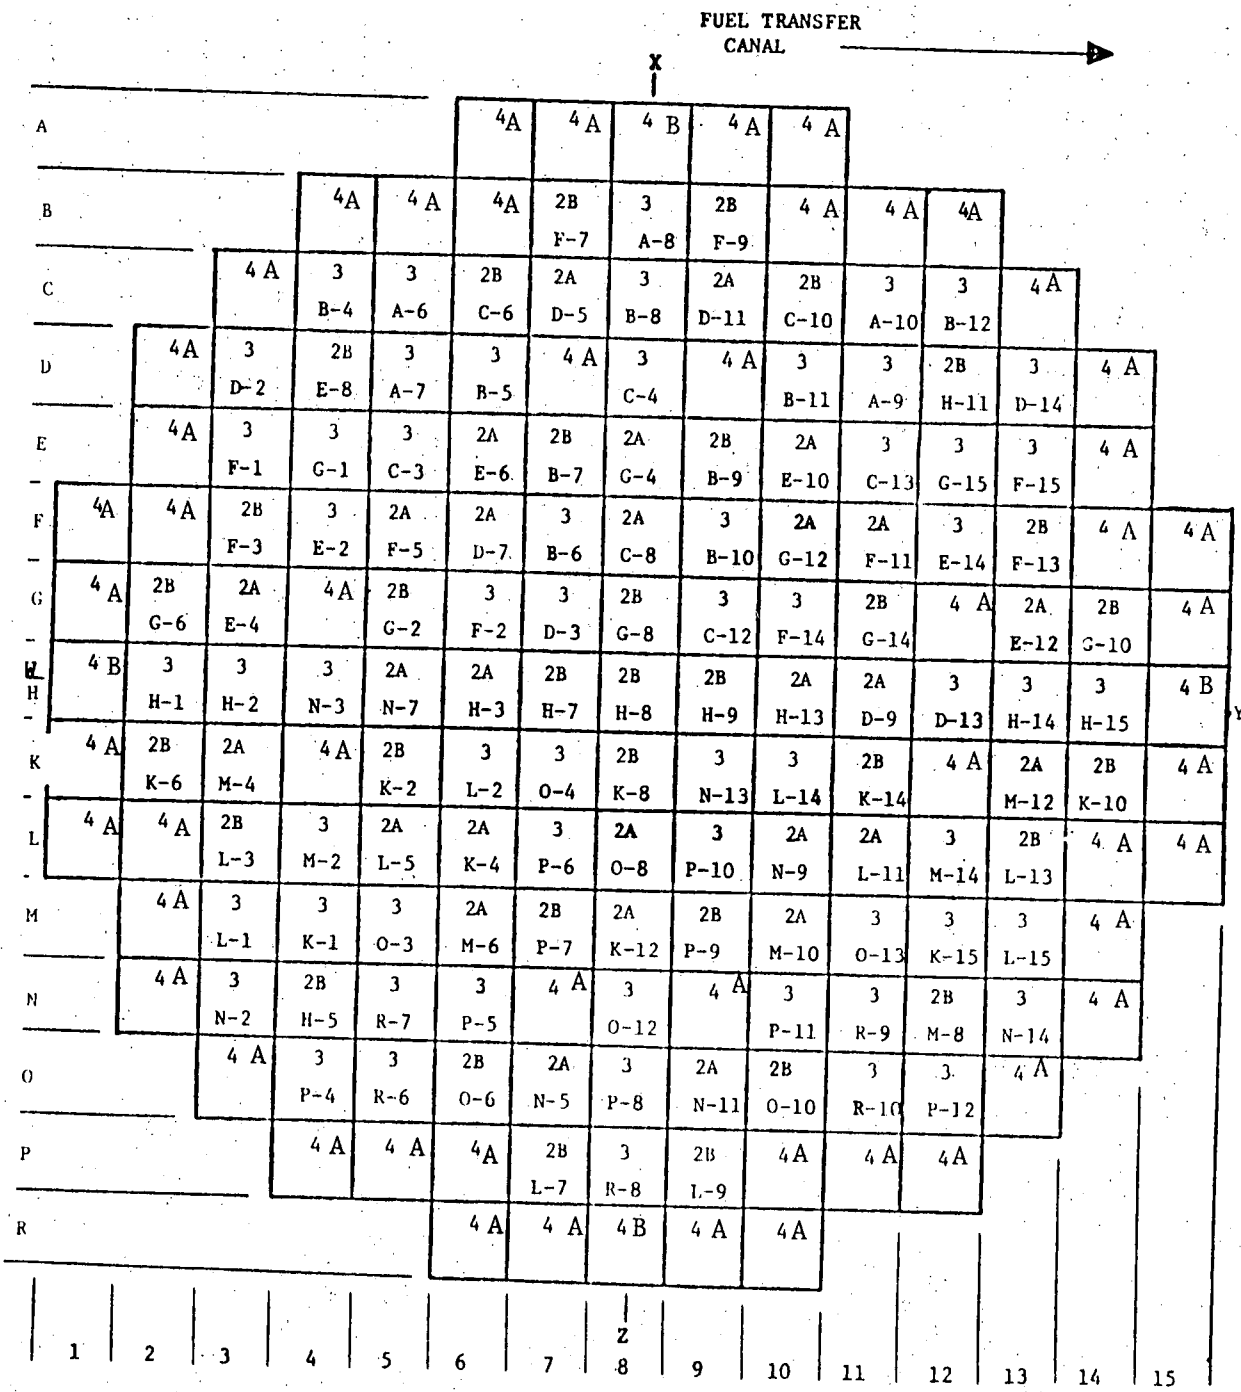 FUEL TRANSFER
CANAL
X
A 4A 4A 4 B 4A 4 A
B 4A 4 A 4A 2B 3 2B 4 A 4A 4A
F-7 A-8 F-9
C 4 A 3 3 2B 2A 3 2A 2B 3 3 4 A
B-4 A-6 C-6 D-5 B-8 D-11 C-10 A-10 B-12
D 4A 3 2B 3 3 4A 3 4 A 3 3 2B 3 4 A
D-2 E-8 A-7 B-5 C-4 B-11 A-9 H-11 D-14
E 4A 3 3 3 2A 2B 2A 2B 2A 3 3 3 4 A
F-1 G-1 C-3 E-6 B-7 G-4 B-9 E-10 C-13 G-15 F-15
F 4A 4A 2B 3 2A 2A 3 2A 3 2A 2A 3 2B 4 A 4 A
F-3 E-2 F-5 D-7 B-6 C-8 B-10 G-12 F-11 E-14 F-13
G 4 A 2B 2A 4A 2B 3 3 2B 3 3 2B 4 A 2A 2B 4 A
G-6 E-4 G-2 F-2 D-3 G-8 C-12 F-14 G-14 E-12 G-10
H 4 B 3 3 3 2A 2A 2B 2B 2B 2A 2A 3 3 3 4 B
H-1 H-2 N-3 N-7 H-3 H-7 H-8 H-9 H-13 D-9 D-13 H-14 H-15
Y
K 4 A 2B 2A 4A 2B 3 3 2B 3 3 2B 4 A 2A 2B 4 A
K-6 M-4 K-2 L-2 O-4 K-8 N-13 L-14 K-14 M-12 K-10
L 4 A 4 A 2B 3 2A 2A 3 2A 3 2A 2A 3 2B 4 A 4 A
L-3 M-2 L-5 K-4 P-6 O-8 P-10 N-9 L-11 M-14 L-13
M 4 A 3 3 3 2A 2B 2A 2B 2A 3 3 3 4 A
L-1 K-1 O-3 M-6 P-7 K-12 P-9 M-10 O-13 K-15 L-15
N 4 A 3 2B 3 3 4 A 3 4 A 3 3 2B 3 4 A
N-2 H-5 R-7 P-5 O-12 P-11 R-9 M-8 N-14
O 4 A 3 3 2B 2A 3 2A 2B 3 3 4 A
P-4 R-6 O-6 N-5 P-8 N-11 O-10 R-10 P-12
P 4 A 4 A 4A 2B 3 2B 4A 4A 4A
L-7 R-8 L-9
R 4 A 4 A 4B 4 A 4A
Z
1 2 3 4 5 6 7 8 9 10 11 12 13 14 15